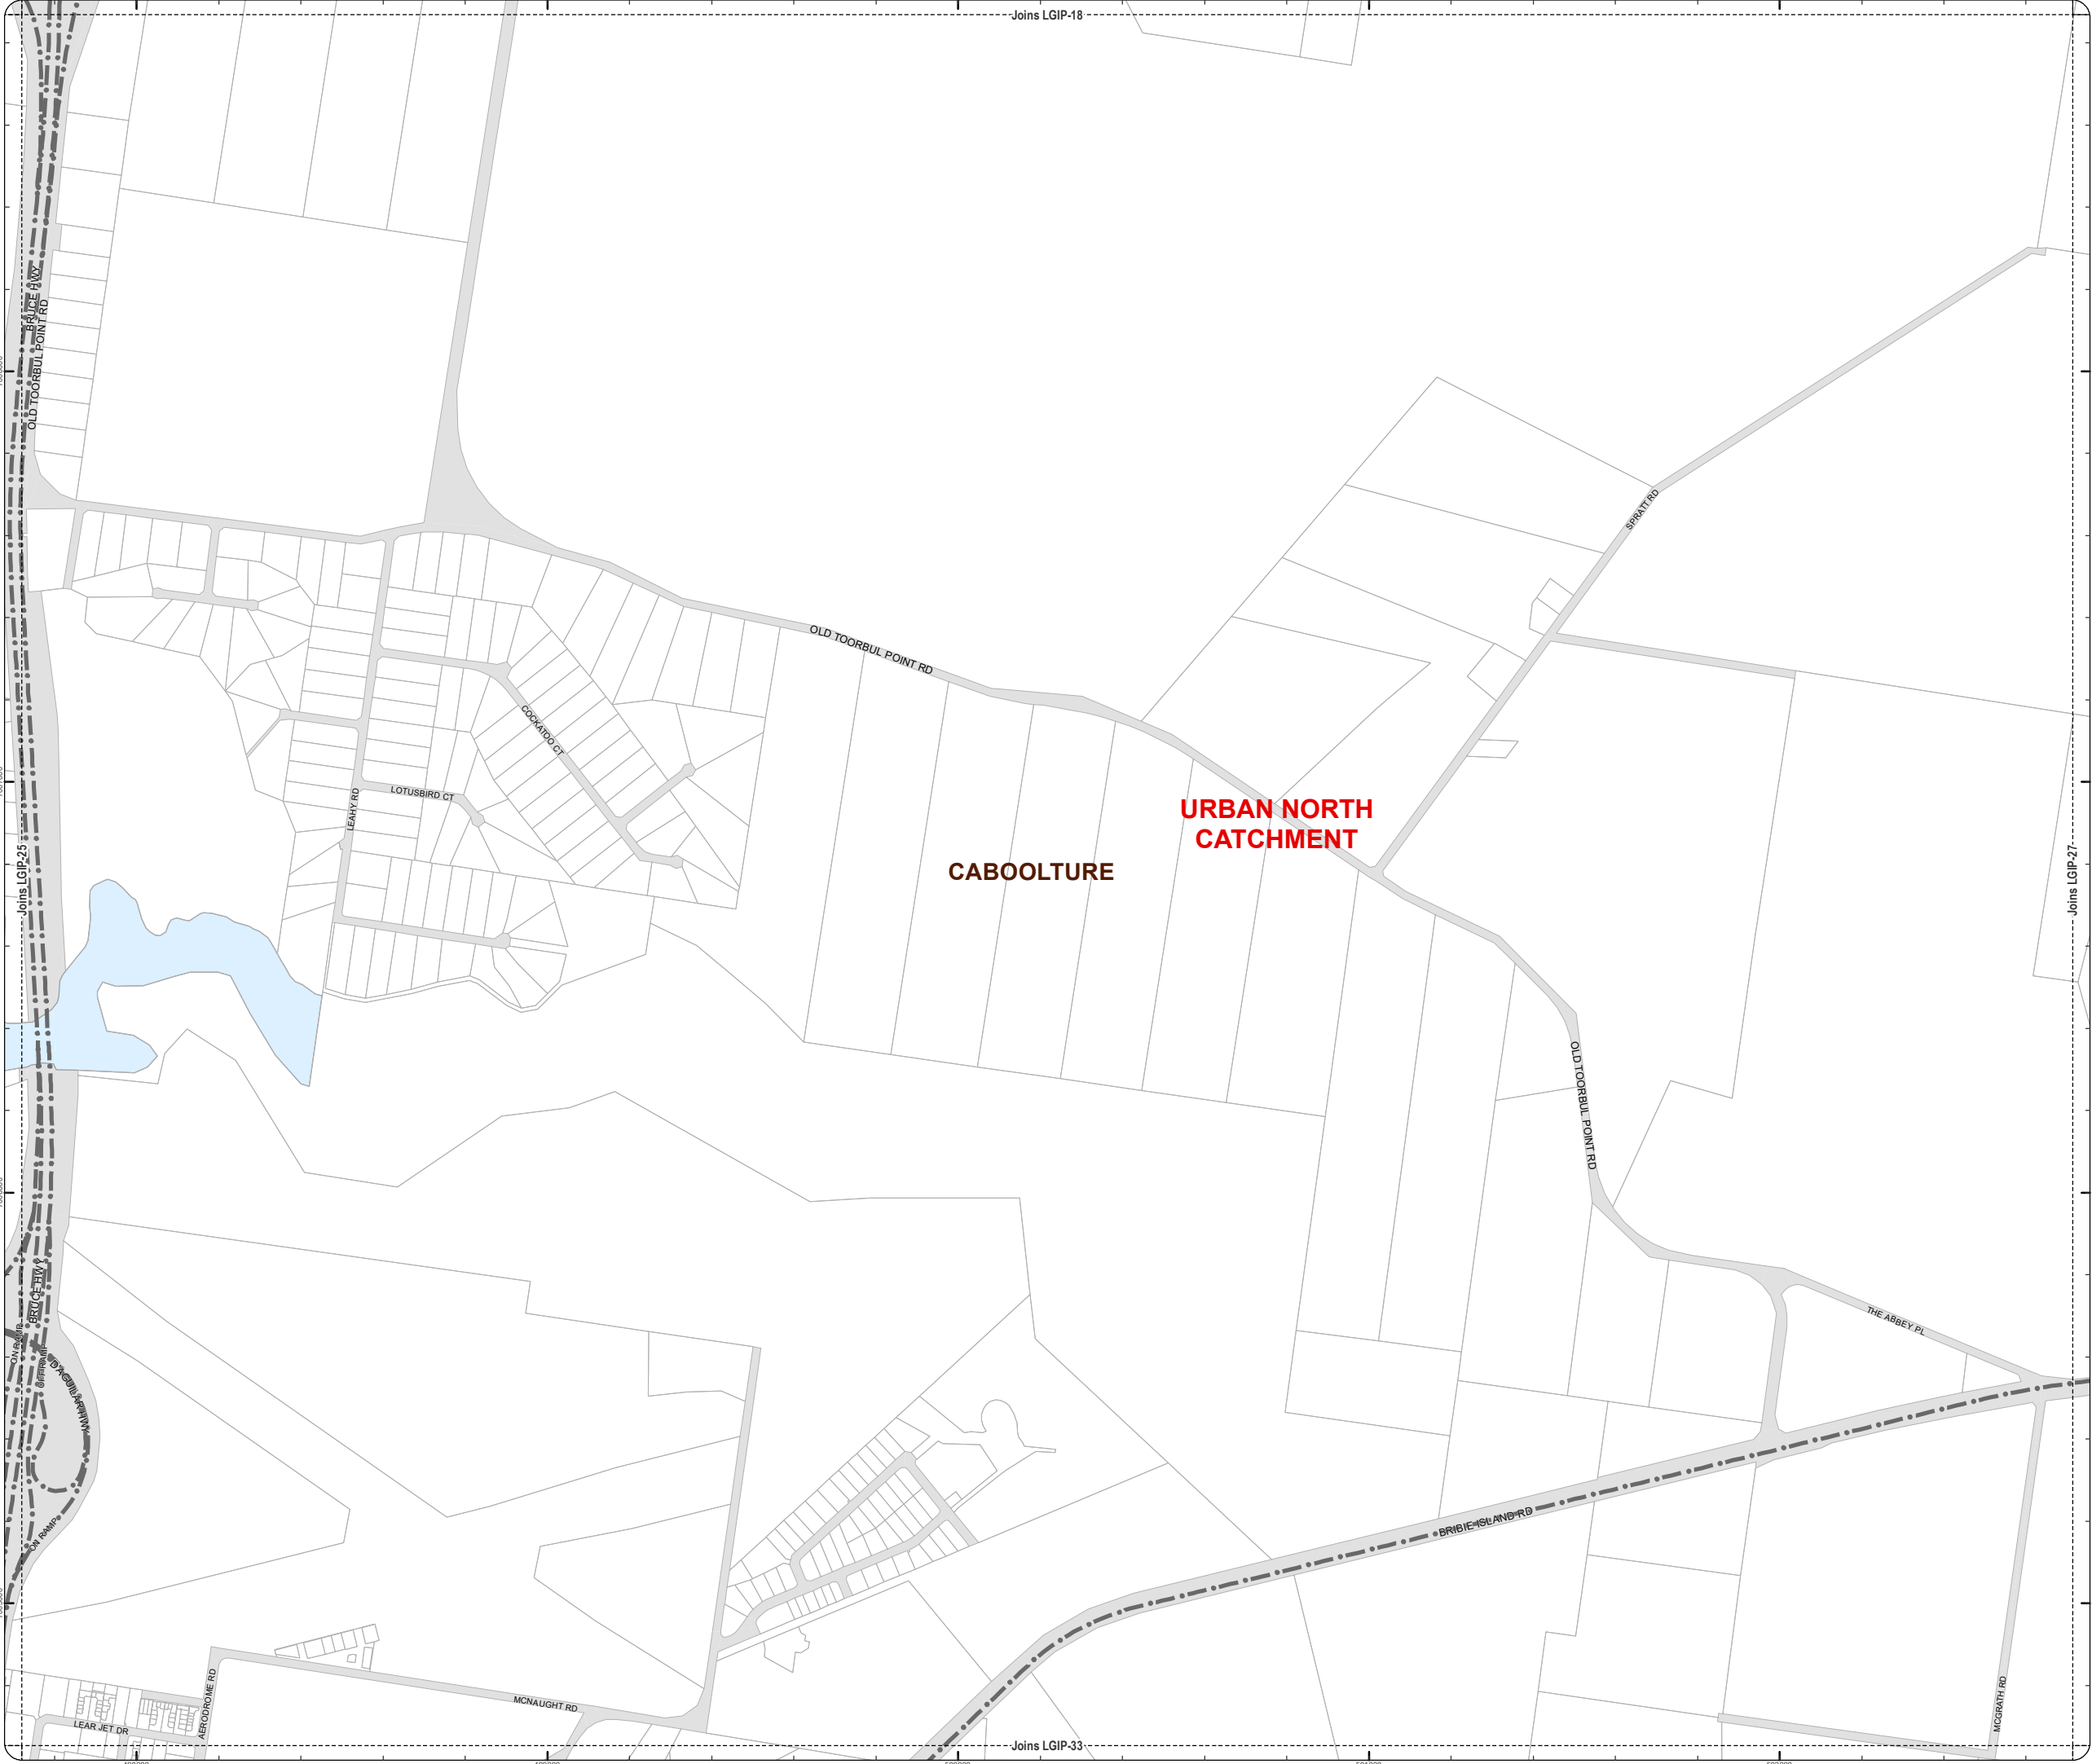 Joins LGIP-18
BRUCE HWY
OLD TOORBUL POINT RD
SPRATT RD
OLD TOORBUL POINT RD
COCKATOO CT
LOTUSBIRD CT
LEAHY RD
URBAN NORTH
CATCHMENT
CABOOLTURE
Joins LGIP-25
Joins LGIP-27
OLD TOORBUL POINT RD
BRUCE HWY
THE ABBEY PL
ON RAMP
OFF RAMP
DAGUILAR HWY
BRIBIE ISLAND RD
ON RAMP
AERODROME RD
MCNAUGHT RD
MCGRATH RD
LEAR JET DR
Joins LGIP-33